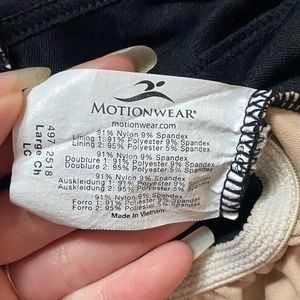 MOTIONWEAR®
motionwear.com
91% Nylon 9% Spandex
Lining 1: 91% Polyester 9% Spandex
Lining 2: 95% Polyester 5% Spandex
91% Nylon 9% Spandex
Doublure 1: 91% Polyester 9% Spandex
Doublure 2: 95% Polyester 5% Spandex
91% Nylon 9% Spandex
Auskleidung 1: 91% Polyester 9% Spandex
Auskleidung 2: 95% Polyester 5% Spandex
91% Nylon 9% Spandex
Forro 1: 91% Polyester 9% Spandex
Forro 2: 95% Polyester 5% Spandex
Made In Vietnam
497 2518
Large Ch
LC